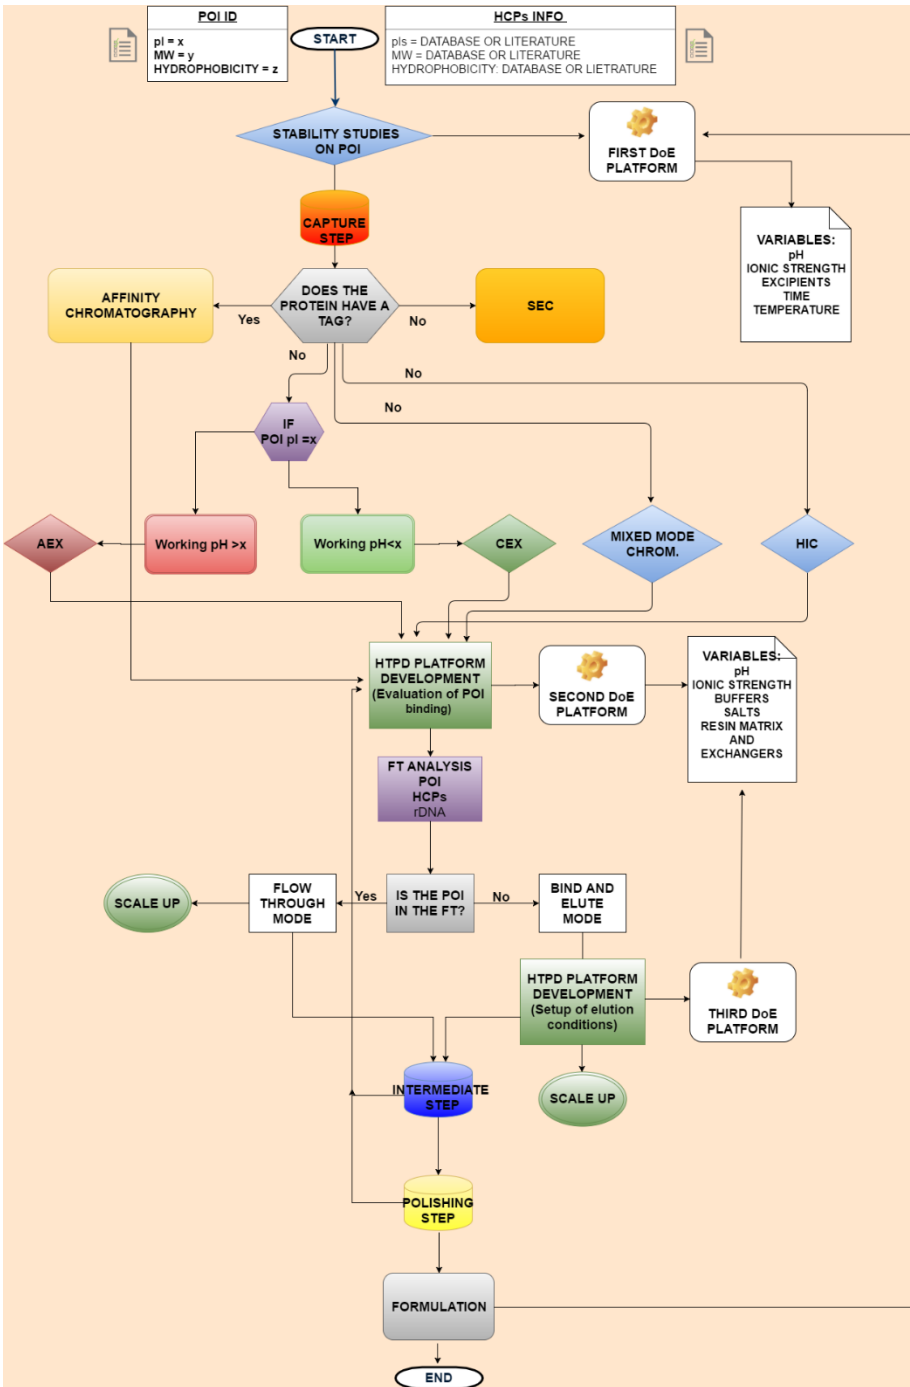 POI ID
pI = x
MW = y
HYDROPHOBICITY = z
START
HCPs INFO
pIs = DATABASE OR LITERATURE
MW = DATABASE OR LITERATURE
HYDROPHOBICITY: DATABASE OR LIETRATURE
STABILITY STUDIES
ON POI
FIRST DoE
PLATFORM
CAPTURE
STEP
VARIABLES:
pH
IONIC STRENGTH
EXCIPIENTS
TIME
TEMPERATURE
AFFINITY
CHROMATOGRAPHY
Yes
DOES THE
PROTEIN HAVE A
TAG?
No
SEC
No
No
No
IF
POI pI =x
AEX
Working pH >x
Working pH<x
CEX
MIXED MODE
CHROM.
HIC
HTPD PLATFORM
DEVELOPMENT
(Evaluation of POI
binding)
SECOND DoE
PLATFORM
VARIABLES:
pH
IONIC STRENGTH
BUFFERS
SALTS
RESIN MATRIX
AND
EXCHANGERS
FT ANALYSIS
POI
HCPs
rDNA
SCALE UP
FLOW
THROUGH
MODE
Yes
IS THE POI
IN THE FT?
No
BIND AND
ELUTE
MODE
HTPD PLATFORM
DEVELOPMENT
(Setup of elution
conditions)
THIRD DoE
PLATFORM
INTERMEDIATE
STEP
SCALE UP
POLISHING
STEP
FORMULATION
END